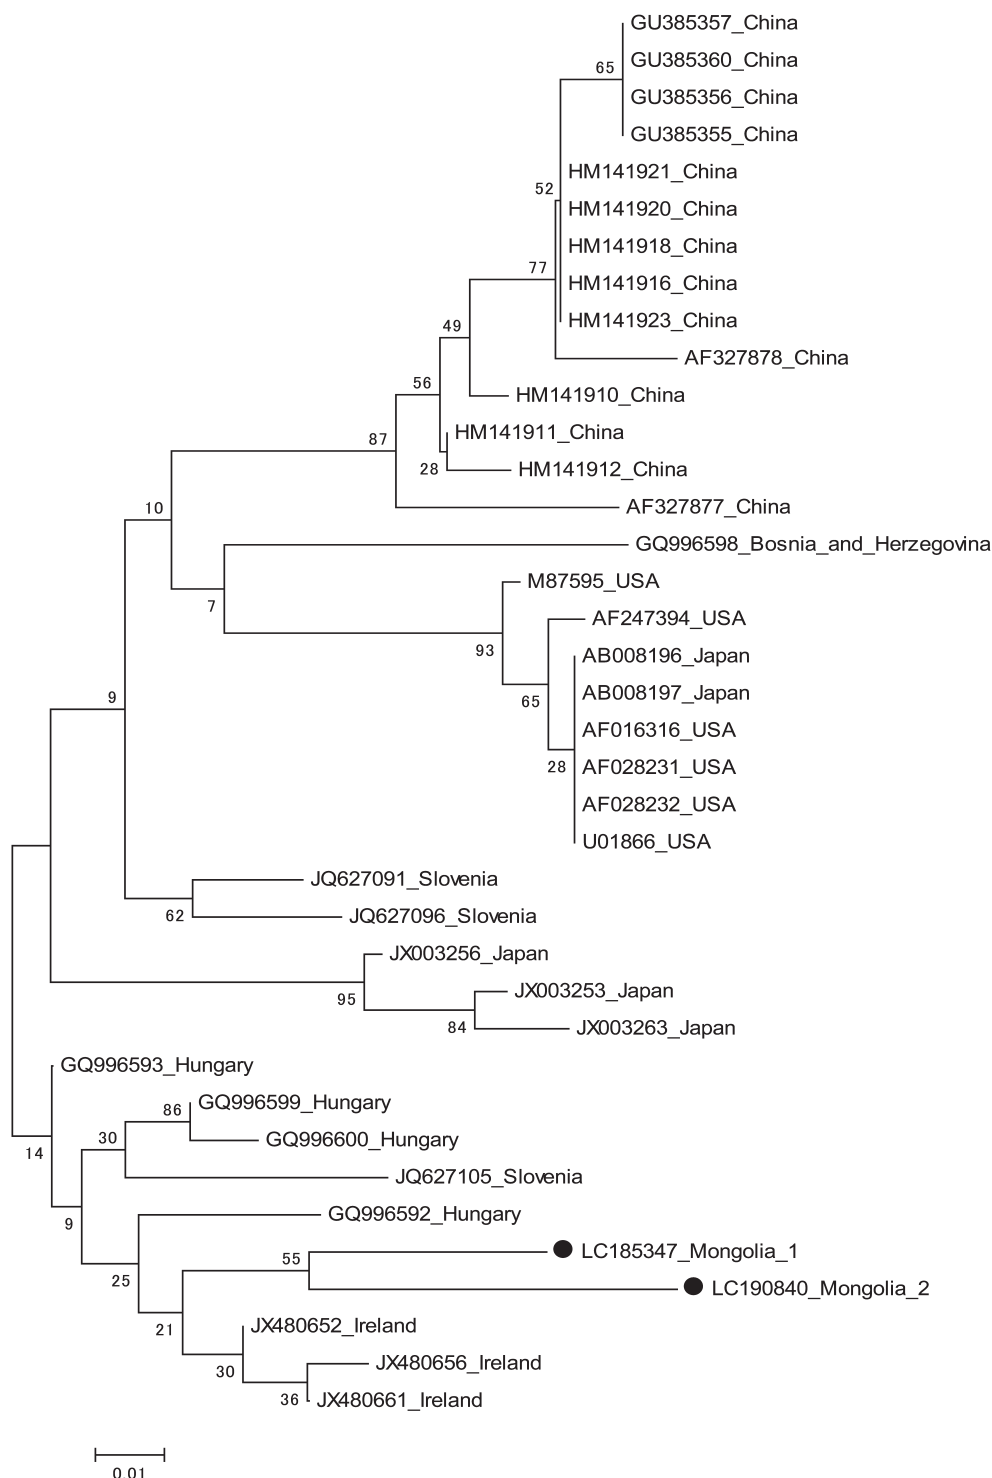 GU385357_China
65
GU385360_China
GU385356_China
GU385355_China
HM141921_China
52
HM141920_China
HM141918_China
77
HM141916_China
HM141923_China
49
AF327878_China
56
HM141910_China
87
HM141911_China
28
HM141912_China
10
AF327877_China
GQ996598_Bosnia_and_Herzegovina
M87595_USA
7
AF247394_USA
93
AB008196_Japan
9
AB008197_Japan
65
AF016316_USA
28
AF028231_USA
AF028232_USA
U01866_USA
JQ627091_Slovenia
62
JQ627096_Slovenia
JX003256_Japan
95
JX003253_Japan
84
JX003263_Japan
GQ996593_Hungary
86
GQ996599_Hungary
30
GQ996600_Hungary
14
JQ627105_Slovenia
9
GQ996592_Hungary
55
LC185347_Mongolia_1
25
LC190840_Mongolia_2
21
JX480652_Ireland
30
JX480656_Ireland
36
JX480661_Ireland
0.01